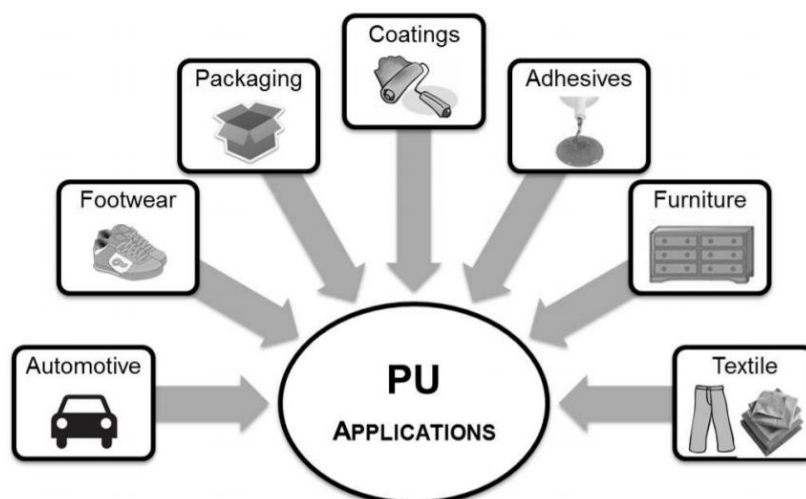 Coatings
Packaging
Adhesives
Footwear
Furniture
Automotive
Textile
PU
APPLICATIONS